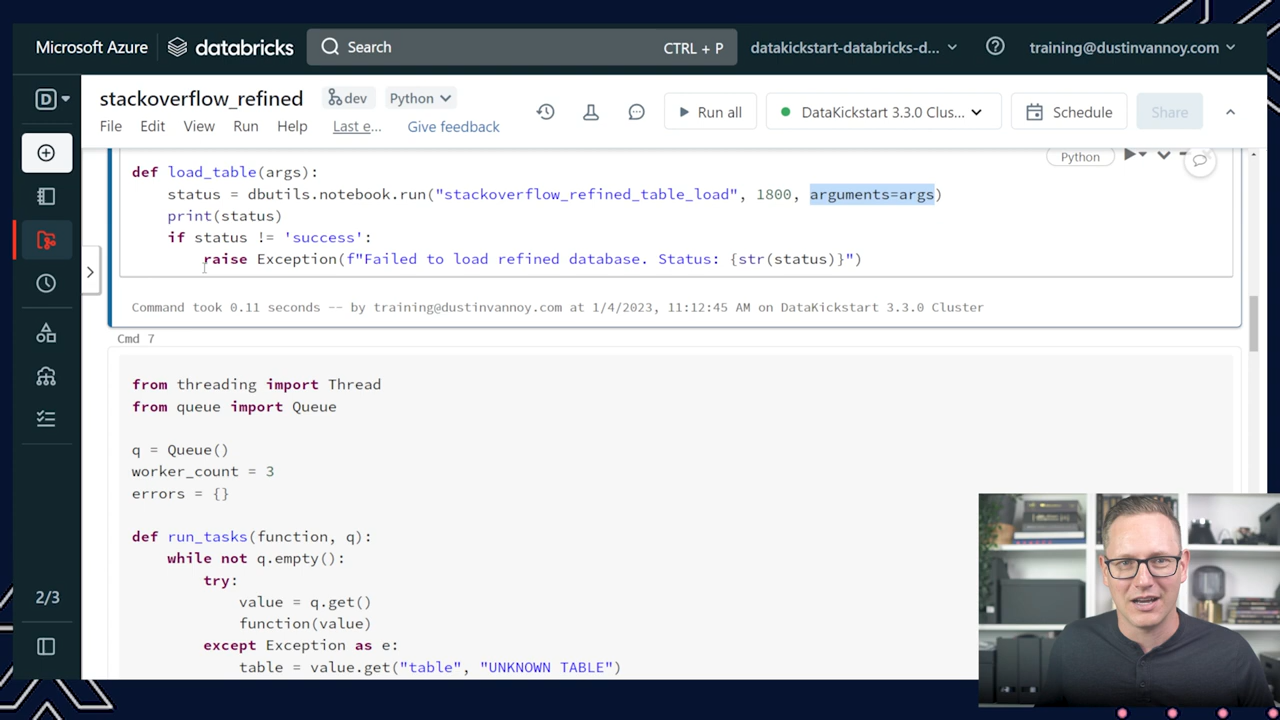 Microsoft Azure databricks Search CTRL + P datakickstart-databricks-d... training@dustinvannoy.com
D stackoverflow_refined dev Python Run all DataKickstart 3.3.0 Clus... Schedule Share
File Edit View Run Help Last e... Give feedback
Python
def load_table(args):
status = dbutils.notebook.run("stackoverflow_refined_table_load", 1800, arguments=args)
print(status)
if status != 'success':
raise Exception(f"Failed to load refined database. Status: {str(status)}")
Command took 0.11 seconds -- by training@dustinvannoy.com at 1/4/2023, 11:12:45 AM on DataKickstart 3.3.0 Cluster
Cmd 7
from threading import Thread
from queue import Queue
q = Queue()
worker_count = 3
errors = {}
def run_tasks(function, q):
while not q.empty():
try:
value = q.get()
2/3
function(value)
except Exception as e:
table = value.get("table", "UNKNOWN TABLE")